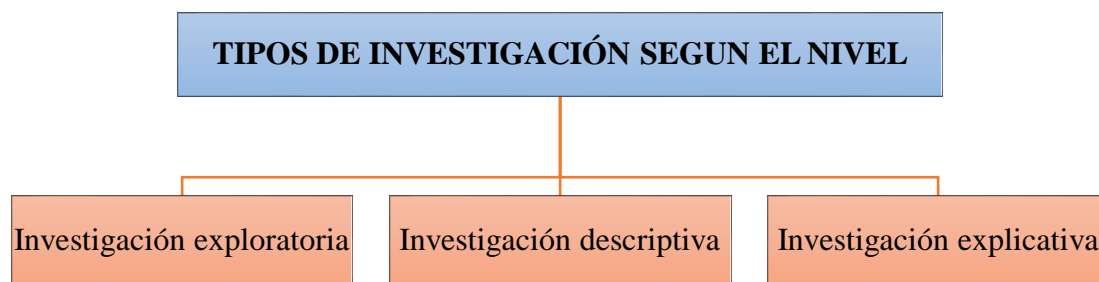 TIPOS DE INVESTIGACIÓN SEGUN EL NIVEL
Investigación exploratoria
Investigación descriptiva
Investigación explicativa